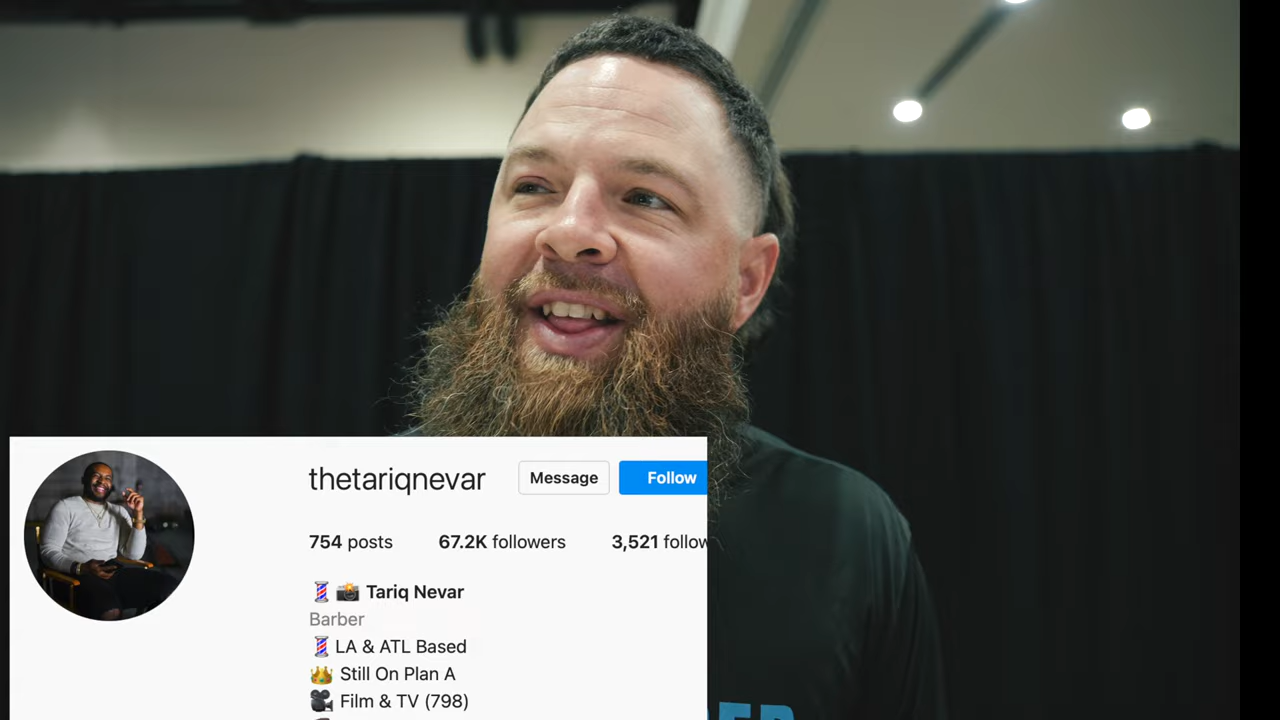 thetariqnevar Message Follow
754 posts 67.2K followers 3,521 follow
Tariq Nevar
Barber
LA & ATL Based
Still On Plan A
Film & TV (798)